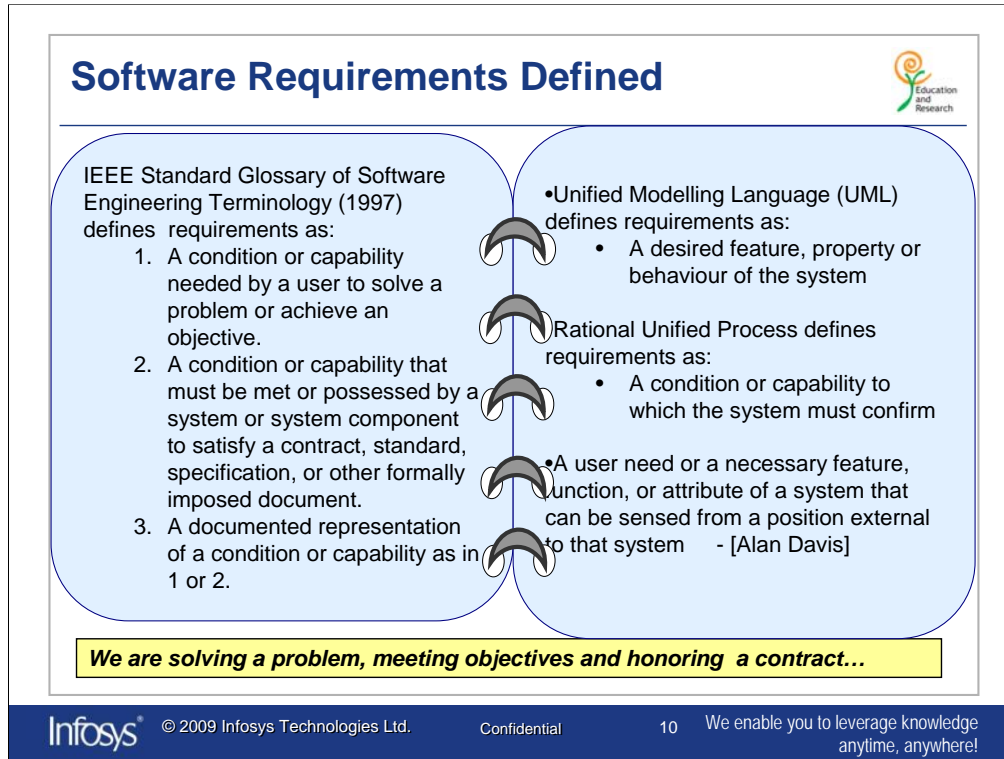 Software Requirements Defined
Education
and
Research
IEEE Standard Glossary of Software
Engineering Terminology (1997)
defines requirements as:
1. A condition or capability
needed by a user to solve a
problem or achieve an
objective.
2. A condition or capability that
must be met or possessed by a
system or system component
to satisfy a contract, standard,
specification, or other formally
imposed document.
3. A documented representation
of a condition or capability as in
1 or 2.
•Unified Modelling Language (UML)
defines requirements as:
• A desired feature, property or
behaviour of the system
•Rational Unified Process defines
requirements as:
• A condition or capability to
which the system must confirm
•A user need or a necessary feature,
function, or attribute of a system that
can be sensed from a position external
to that system - [Alan Davis]
We are solving a problem, meeting objectives and honoring a contract…
Infosys® © 2009 Infosys Technologies Ltd. Confidential 10 We enable you to leverage knowledge
anytime, anywhere!